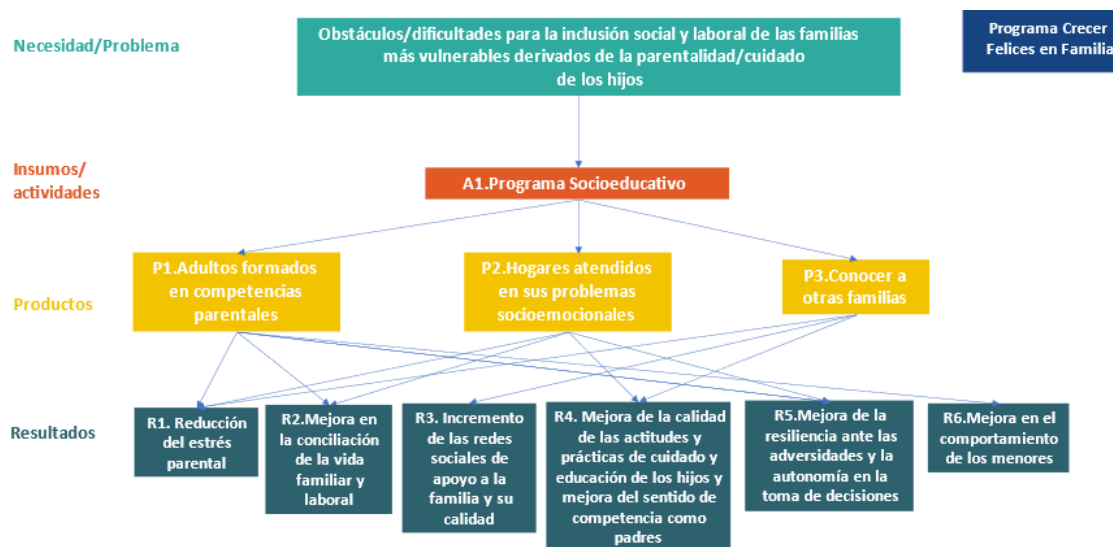 Necesidad/Problema
Obstáculos/dificultades para la inclusión social y laboral de las familias
más vulnerables derivados de la parentalidad/cuidado
de los hijos
Programa Crecer
Felices en Familia
Insumos/
actividades
A1.Programa Socioeducativo
Productos
P1.Adultos formados
en competencias
parentales
P2.Hogares atendidos
en sus problemas
socioemocionales
P3.Conocer a
otras familias
Resultados
R1. Reducción
del estrés
parental
R2.Mejora en
la conciliación
de la vida
familiar y
laboral
R3. Incremento
de las redes
sociales de
apoyo a la
familia y su
calidad
R4. Mejora de la calidad
de las actitudes y
prácticas de cuidado y
educación de los hijos y
mejora del sentido de
competencia como
padres
R5.Mejora de la
resiliencia ante las
adversidades y la
autonomía en la
toma de decisiones
R6.Mejora en el
comportamiento
de los menores